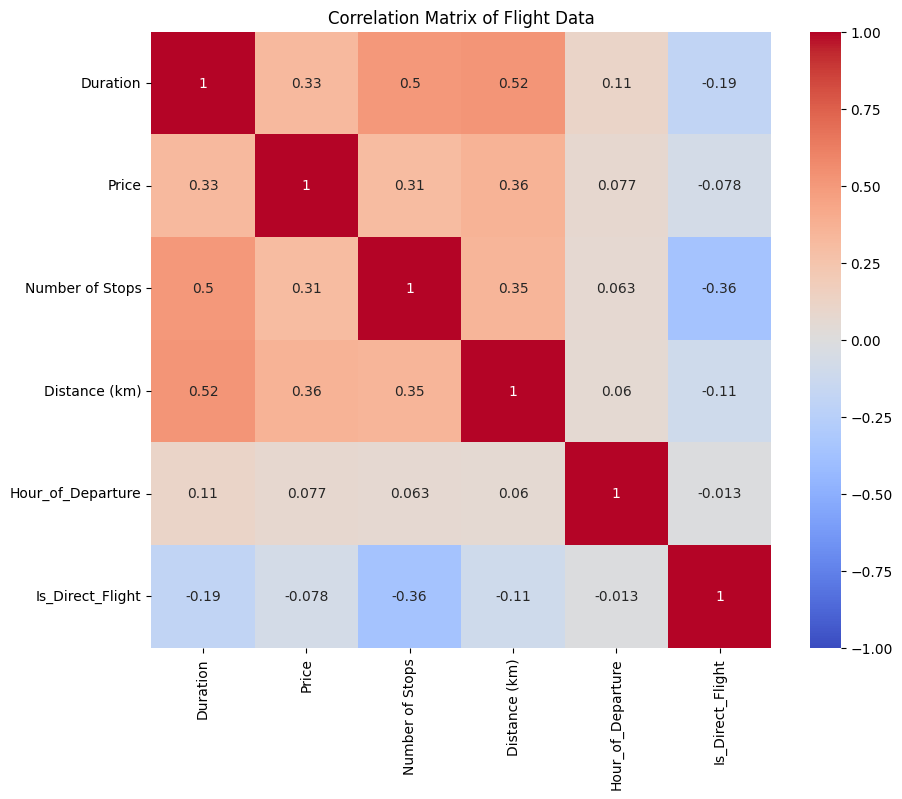 Correlation Matrix of Flight Data
Duration 1 0.33 0.5 0.52 0.11 -0.19
Price 0.33 1 0.31 0.36 0.077 -0.078
Number of Stops 0.5 0.31 1 0.35 0.063 -0.36
Distance (km) 0.52 0.36 0.35 1 0.06 -0.11
Hour_of_Departure 0.11 0.077 0.063 0.06 1 -0.013
Is_Direct_Flight -0.19 -0.078 -0.36 -0.11 -0.013 1
Duration
Price
Number of Stops
Distance (km)
Hour_of_Departure
Is_Direct_Flight
1.00
0.75
0.50
0.25
0.00
−0.25
−0.50
−0.75
−1.00